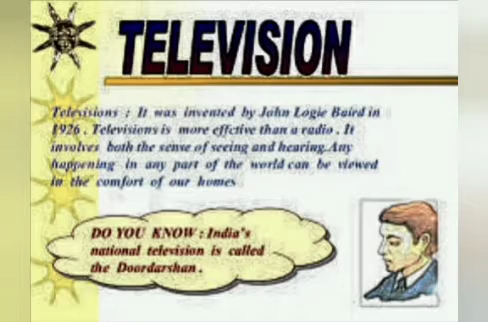 TELEVISION
Televisions : It was invented by John Logie Baird in
1926 . Televisions is more effctive than a radio . It
involves both the sense of seeing and hearing.Any
happening in any part of the world can be viewed
in the comfort of our homes
DO YOU KNOW : India's
national television is called
the Doordarshan .